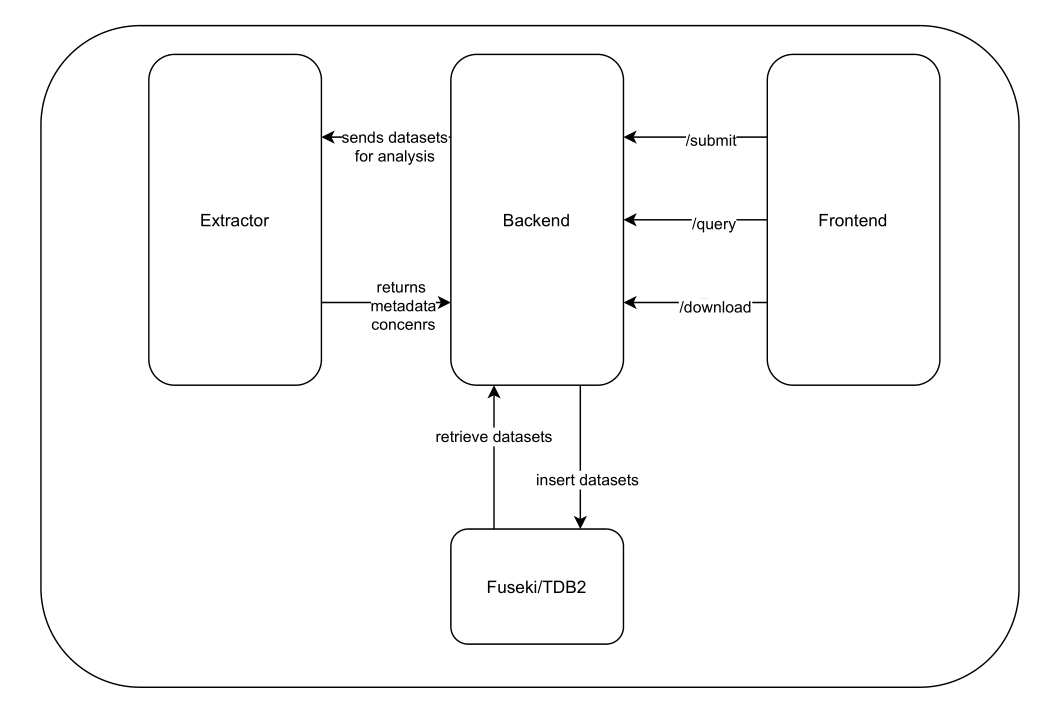 sends datasets
for analysis
/submit
Extractor
Backend
/query
Frontend
returns
metadata
concenrs
/download
retrieve datasets
insert datasets
Fuseki/TDB2